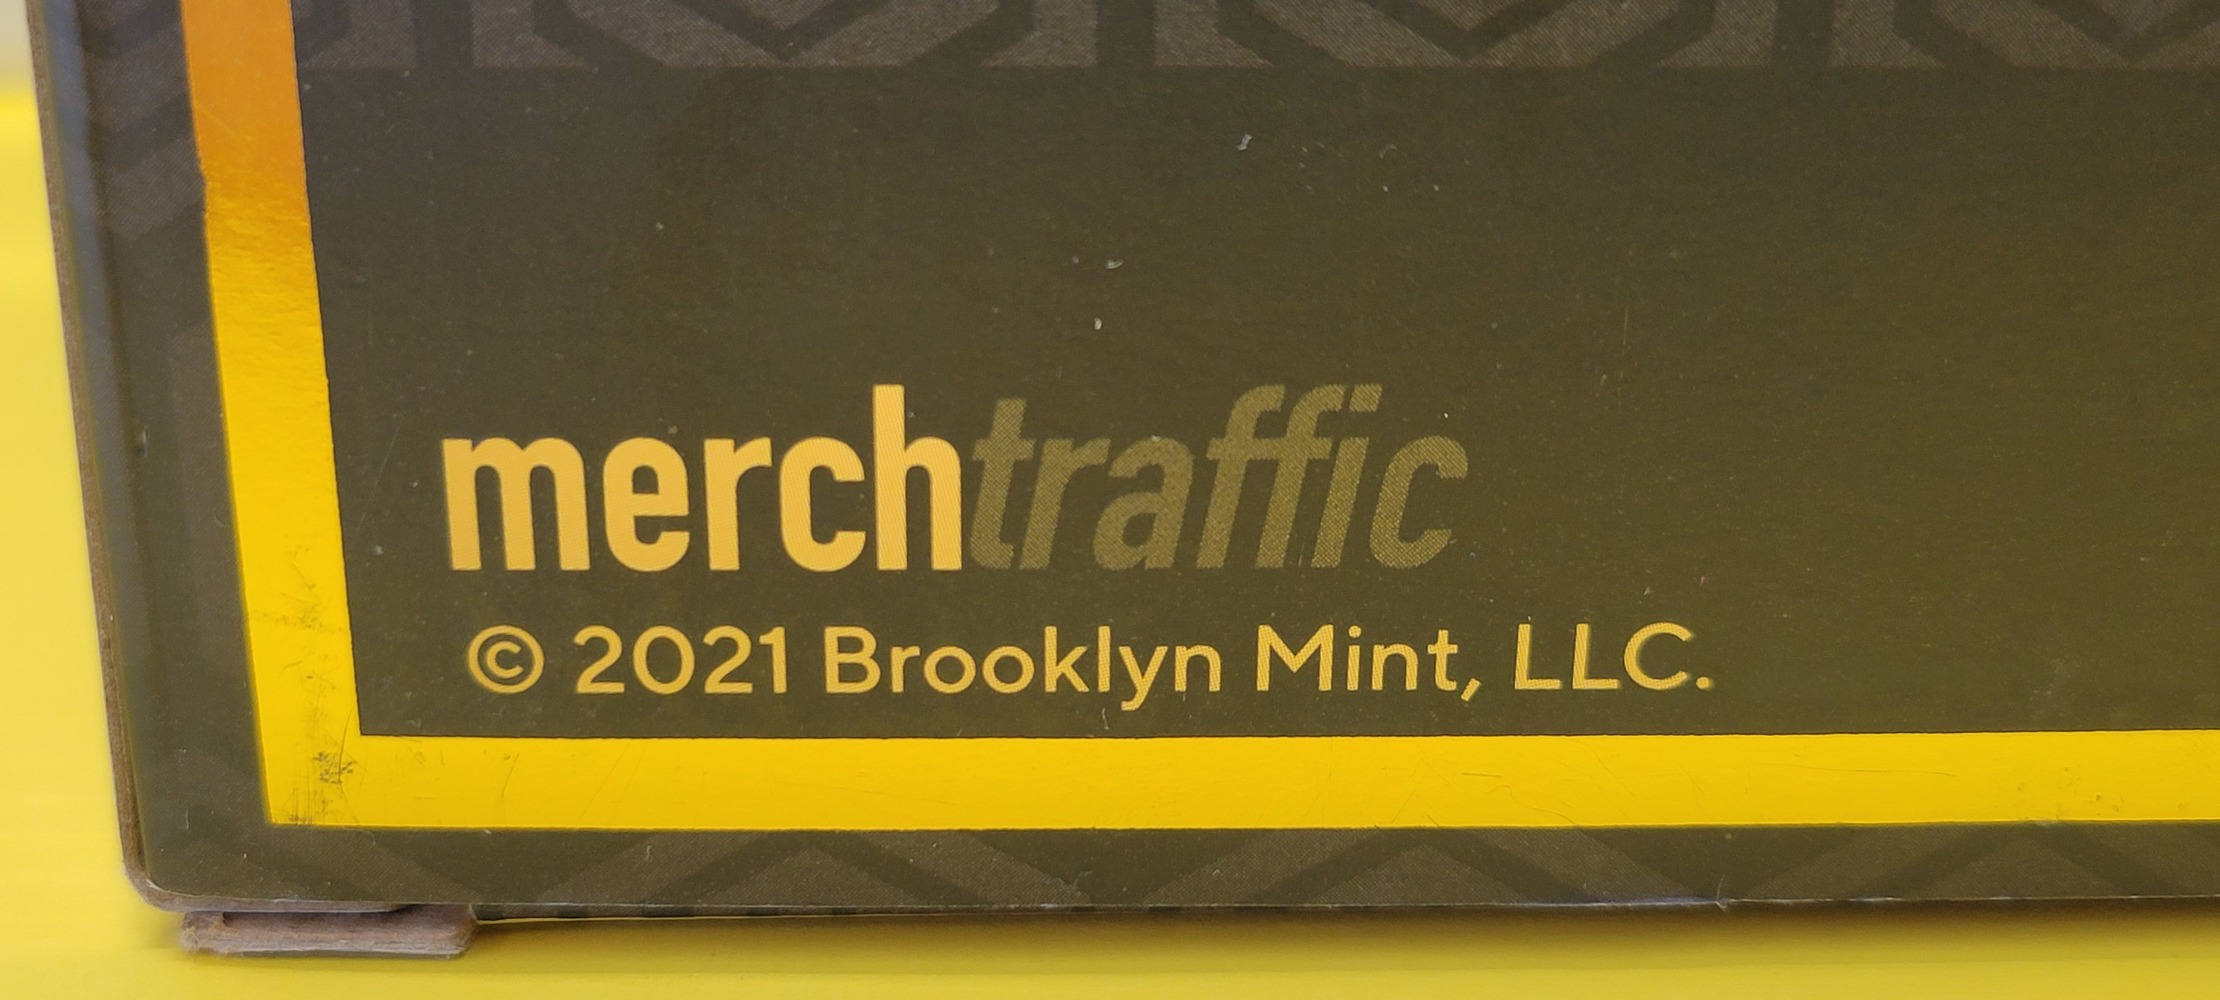 merchtraffic
© 2021 Brooklyn Mint, LLC.